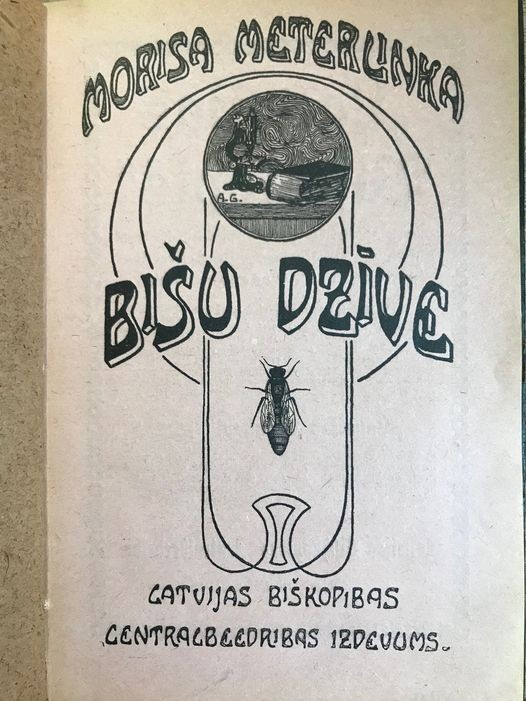 MORISA METERLINKA
A.G.
BIŠU DZĪVE
LATVIJAS BIŠKOPIBAS
CENTRALBEEDRIBAS IZDEVUMS.